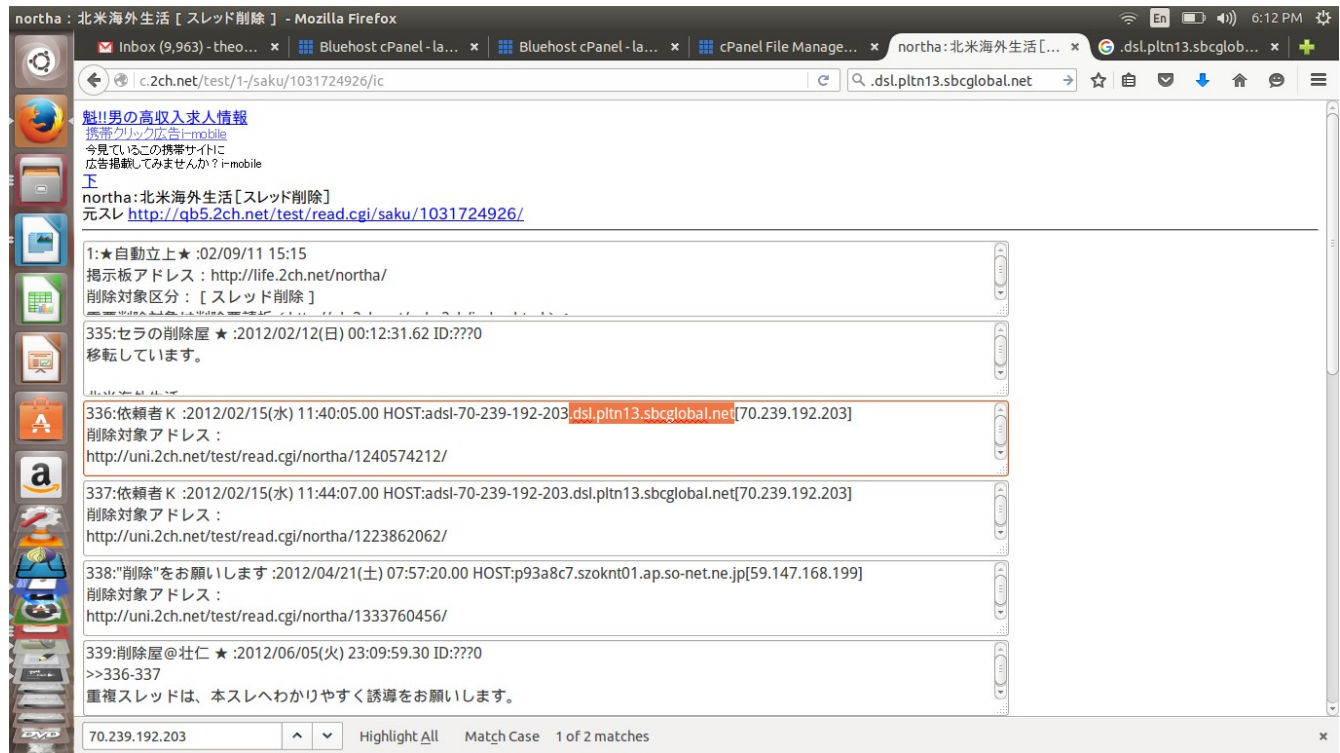 northa : 北米海外生活 [ スレッド削除 ] - Mozilla Firefox
En
6:12 PM
Inbox (9,963) - theo... ×
Bluehost cPanel - la... ×
Bluehost cPanel - la... ×
cPanel File Manage... ×
northa : 北米海外生活 [... ×
.dsl.pltn13.sbcglob... ×
c.2ch.net/test/1-/saku/1031724926/ic
.dsl.pltn13.sbcglobal.net
魁!!男の高収入求人情報
携帯クリック広告i-mobile
今見ているこの携帯サイトに
広告掲載してみませんか？i-mobile
下
northa：北米海外生活［スレッド削除］
元スレ http://qb5.2ch.net/test/read.cgi/saku/1031724926/
1:★自動立上★ :02/09/11 15:15
掲示板アドレス：http://life.2ch.net/northa/
削除対象区分： [ スレッド削除 ]
335:セラの削除屋 ★ :2012/02/12(日) 00:12:31.62 ID:???0
移転しています。
336:依頼者Ｋ :2012/02/15(水) 11:40:05.00 HOST:adsl-70-239-192-203.dsl.pltn13.sbcglobal.net[70.239.192.203]
削除対象アドレス：
http://uni.2ch.net/test/read.cgi/northa/1240574212/
337:依頼者Ｋ :2012/02/15(水) 11:44:07.00 HOST:adsl-70-239-192-203.dsl.pltn13.sbcglobal.net[70.239.192.203]
削除対象アドレス：
http://uni.2ch.net/test/read.cgi/northa/1223862062/
338:"削除"をお願いします :2012/04/21(土) 07:57:20.00 HOST:p93a8c7.szoknt01.ap.so-net.ne.jp[59.147.168.199]
削除対象アドレス：
http://uni.2ch.net/test/read.cgi/northa/1333760456/
339:削除屋@壮仁 ★ :2012/06/05(火) 23:09:59.30 ID:???0
>>336-337
重複スレッドは、本スレへわかりやすく誘導をお願いします。
70.239.192.203
Highlight All
Match Case
1 of 2 matches